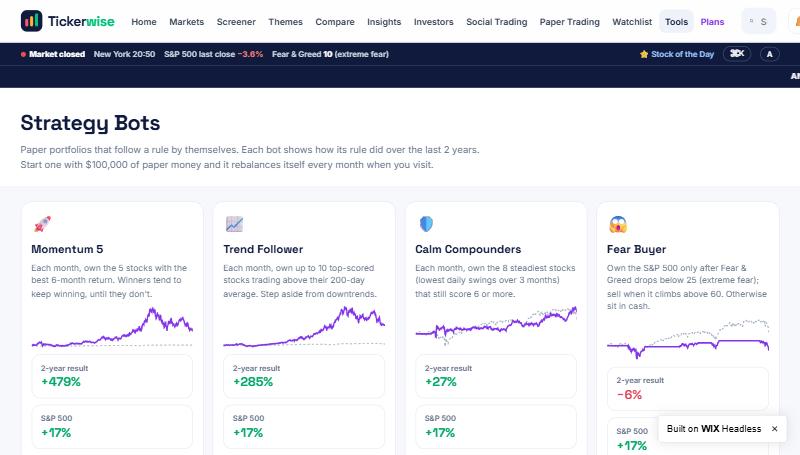 Tickerwise Home Markets Screener Themes Compare Insights Investors Social Trading Paper Trading Watchlist Tools Plans S
Market closed New York 20:50 S&P 500 last close −3.6% Fear & Greed 10 (extreme fear) Stock of the Day ⌘K A
Strategy Bots
Paper portfolios that follow a rule by themselves. Each bot shows how its rule did over the last 2 years.
Start one with $100,000 of paper money and it rebalances itself every month when you visit.
Momentum 5
Each month, own the 5 stocks with the
best 6-month return. Winners tend to
keep winning, until they don't.
2-year result
+479%
S&P 500
+17%
Trend Follower
Each month, own up to 10 top-scored
stocks trading above their 200-day
average. Step aside from downtrends.
2-year result
+285%
S&P 500
+17%
Calm Compounders
Each month, own the 8 steadiest stocks
(lowest daily swings over 3 months)
that still score 6 or more.
2-year result
+27%
S&P 500
+17%
Fear Buyer
Own the S&P 500 only after Fear &
Greed drops below 25 (extreme fear);
sell when it climbs above 60. Otherwise
sit in cash.
2-year result
−6%
S&P 500
+17%
Built on WIX Headless ×